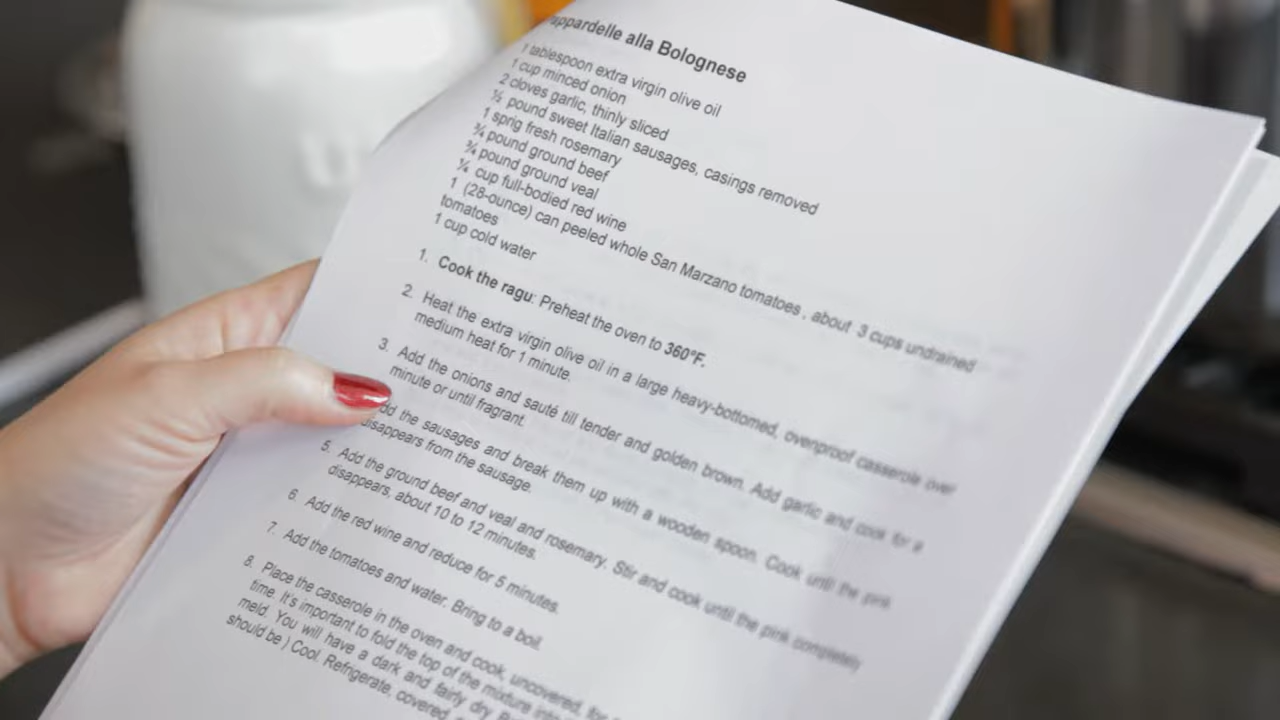 appardelle alla Bolognese
1 tablespoon extra virgin olive oil
1 cup minced onion
2 cloves garlic, thinly sliced
½ pound sweet Italian sausages, casings removed
1 sprig fresh rosemary
¾ pound ground beef
¾ pound ground veal
¼ cup full-bodied red wine
1 (28-ounce) can peeled whole San Marzano tomatoes , about 3 cups undrained
tomatoes
1 cup cold water
1. Cook the ragu: Preheat the oven to 360°F.
2. Heat the extra virgin olive oil in a large heavy-bottomed, ovenproof casserole over
medium heat for 1 minute.
3. Add the onions and sauté till tender and golden brown. Add garlic and cook for a
minute or until fragrant.
dd the sausages and break them up with a wooden spoon. Cook until the pink
disappears from the sausage.
5. Add the ground beef and veal and rosemary. Stir and cook until the pink completely
disappears, about 10 to 12 minutes.
6. Add the red wine and reduce for 5 minutes.
7. Add the tomatoes and water. Bring to a boil.
8. Place the casserole in the oven and cook, uncovered, for
time. It's important to fold the top of the mixture into
meld. You will have a dark and fairly dry
should be ) Cool. Refrigerate, covered,